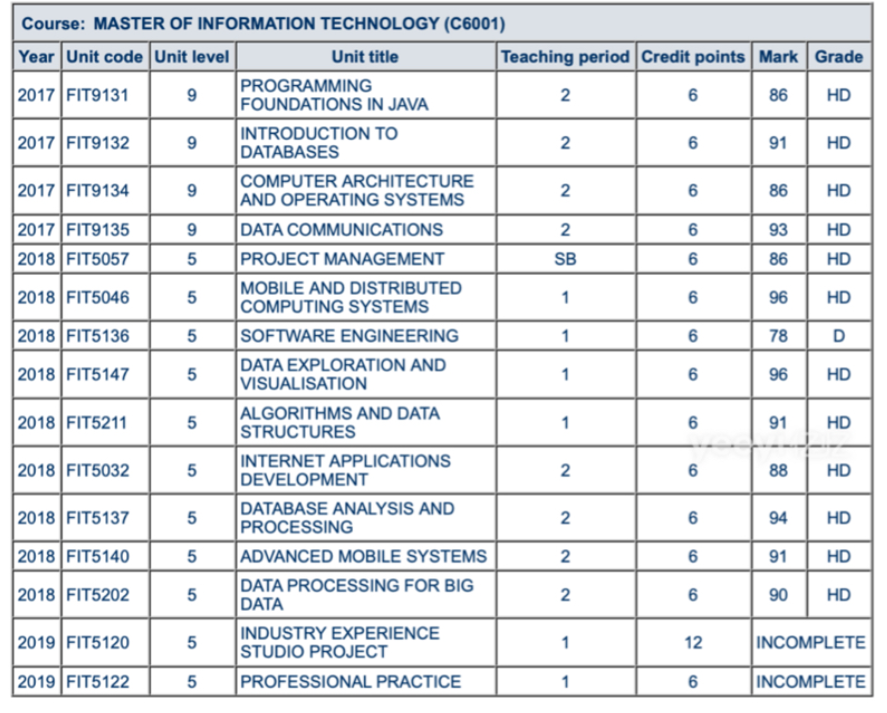 Course: MASTER OF INFORMATION TECHNOLOGY (C6001)
Year Unit code Unit level Unit title Teaching period Credit points Mark Grade
2017 FIT9131 9 PROGRAMMING
FOUNDATIONS IN JAVA 2 6 86 HD
2017 FIT9132 9 INTRODUCTION TO
DATABASES 2 6 91 HD
2017 FIT9134 9 COMPUTER ARCHITECTURE
AND OPERATING SYSTEMS 2 6 86 HD
2017 FIT9135 9 DATA COMMUNICATIONS 2 6 93 HD
2018 FIT5057 5 PROJECT MANAGEMENT SB 6 86 HD
2018 FIT5046 5 MOBILE AND DISTRIBUTED
COMPUTING SYSTEMS 1 6 96 HD
2018 FIT5136 5 SOFTWARE ENGINEERING 1 6 78 D
2018 FIT5147 5 DATA EXPLORATION AND
VISUALISATION 1 6 96 HD
2018 FIT5211 5 ALGORITHMS AND DATA
STRUCTURES 1 6 91 HD
2018 FIT5032 5 INTERNET APPLICATIONS
DEVELOPMENT 2 6 88 HD
2018 FIT5137 5 DATABASE ANALYSIS AND
PROCESSING 2 6 94 HD
2018 FIT5140 5 ADVANCED MOBILE SYSTEMS 2 6 91 HD
2018 FIT5202 5 DATA PROCESSING FOR BIG
DATA 2 6 90 HD
2019 FIT5120 5 INDUSTRY EXPERIENCE
STUDIO PROJECT 1 12 INCOMPLETE
2019 FIT5122 5 PROFESSIONAL PRACTICE 1 6 INCOMPLETE